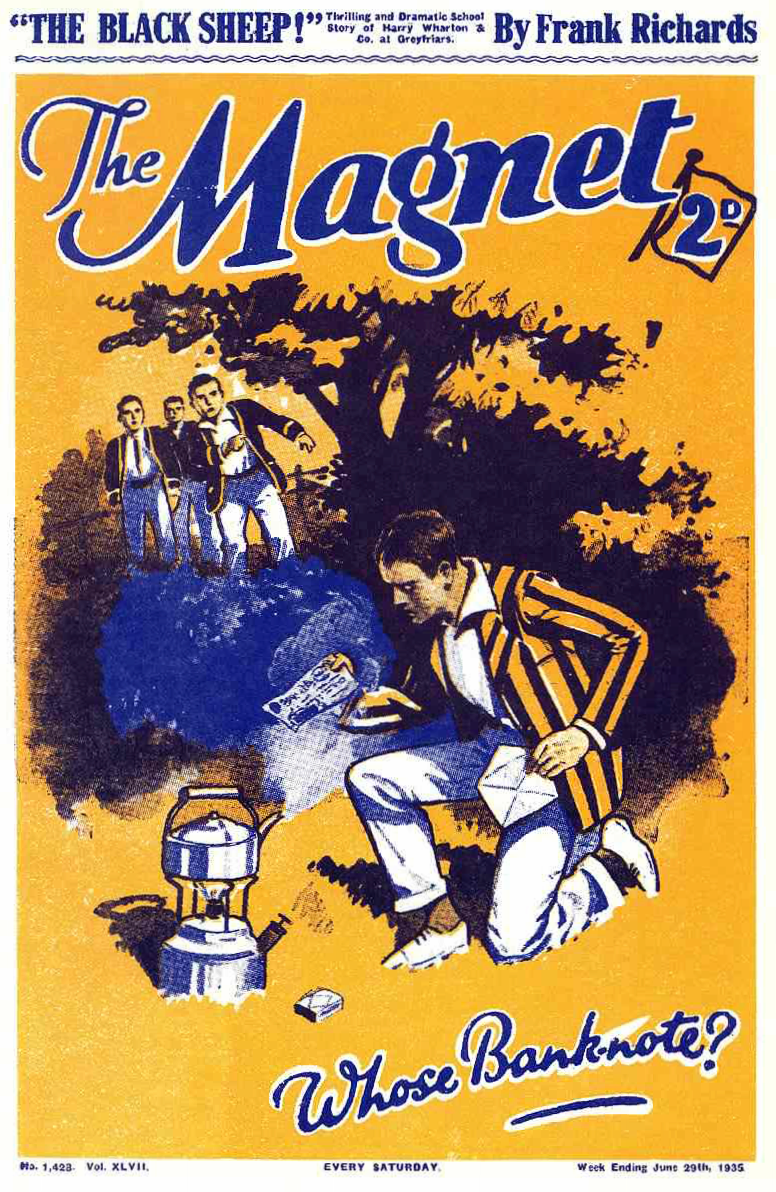 “THE BLACK SHEEP!” Thrilling and Dramatic School Story of Harry Wharton & Co. at Greyfriars. By Frank Richards
The Magnet
2D
Whose Bank-note?
No. 1,428. Vol. XLVII. EVERY SATURDAY. Week Ending June 29th, 1935.